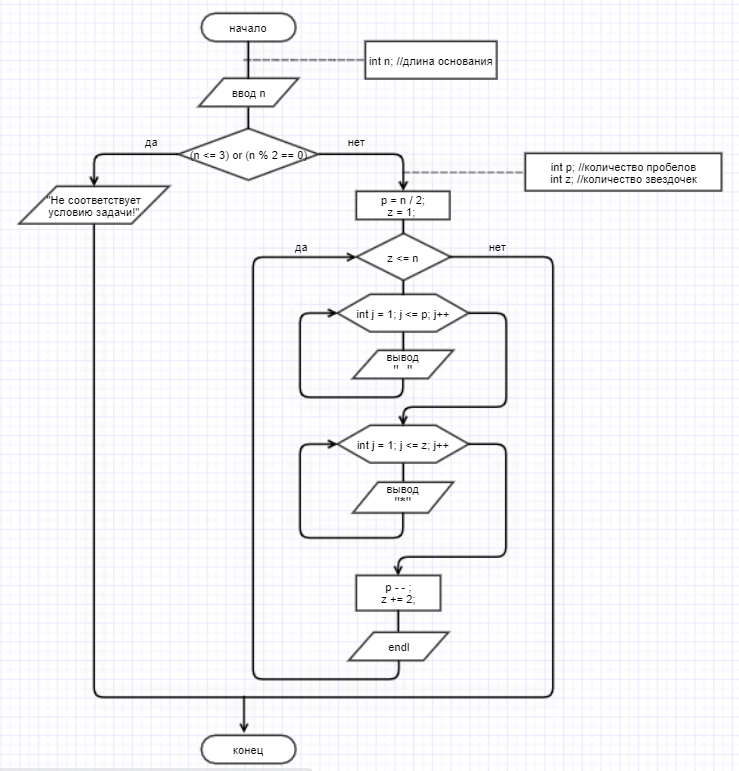 начало
int n; //длина основания
ввод n
да
нет
(n <= 3) or (n % 2 == 0)
int p; //количество пробелов
int z; //количество звездочек
"Не соответствует
условию задачи!"
p = n / 2;
z = 1;
да
нет
z <= n
int j = 1; j <= p; j++
вывод
" "
int j = 1; j <= z; j++
вывод
"*"
p - - ;
z += 2;
endl
конец